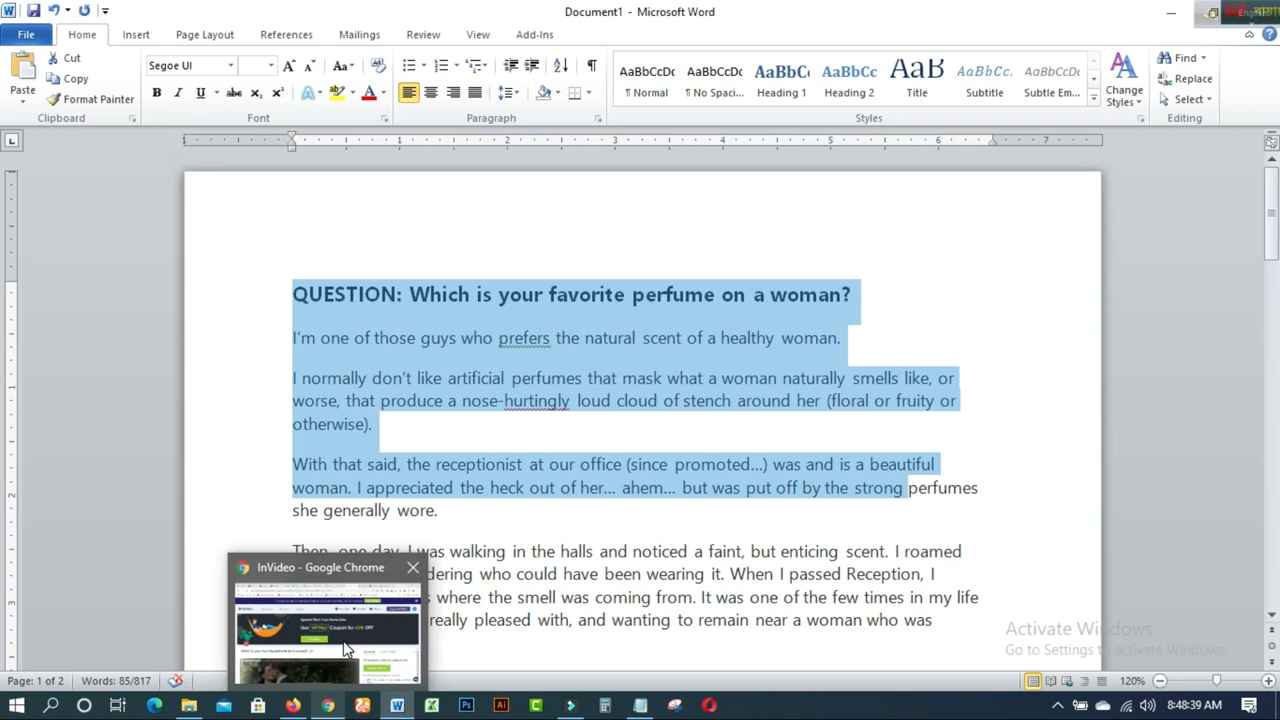 Document1 - Microsoft Word
File Home Insert Page Layout References Mailings Review View Add-Ins
Paste
Cut
Copy
Format Painter
Clipboard
Segoe UI
Font
Paragraph
AaBbCcDc AaBbCcDc AaBbC AaBbCc AaB AaBbCcDc AaBbCcDc
¶ Normal ¶ No Spaci... Heading 1 Heading 2 Title Subtitle Subtle Em...
Styles
Change Styles
Find
Replace
Select
Editing
1 1 2 3 4 5 6 7
QUESTION: Which is your favorite perfume on a woman?
I’m one of those guys who prefers the natural scent of a healthy woman.
I normally don’t like artificial perfumes that mask what a woman naturally smells like, or
worse, that produce a nose-hurtingly loud cloud of stench around her (floral or fruity or
otherwise).
With that said, the receptionist at our office (since promoted…) was and is a beautiful
woman. I appreciated the heck out of her… ahem… but was put off by the strong perfumes
she generally wore.
Then, one day, I was walking in the halls and noticed a faint, but enticing scent. I roamed
dering who could have been wearing it. When I passed Reception, I
s where the smell was coming from. It was one of the few times in my life
really pleased with, and wanting to remain near a woman who was
InVideo - Google Chrome
Activate Windows
Go to Settings to activate Windows.
Page: 1 of 2 Words: 85/817 120%
8:48:39 AM